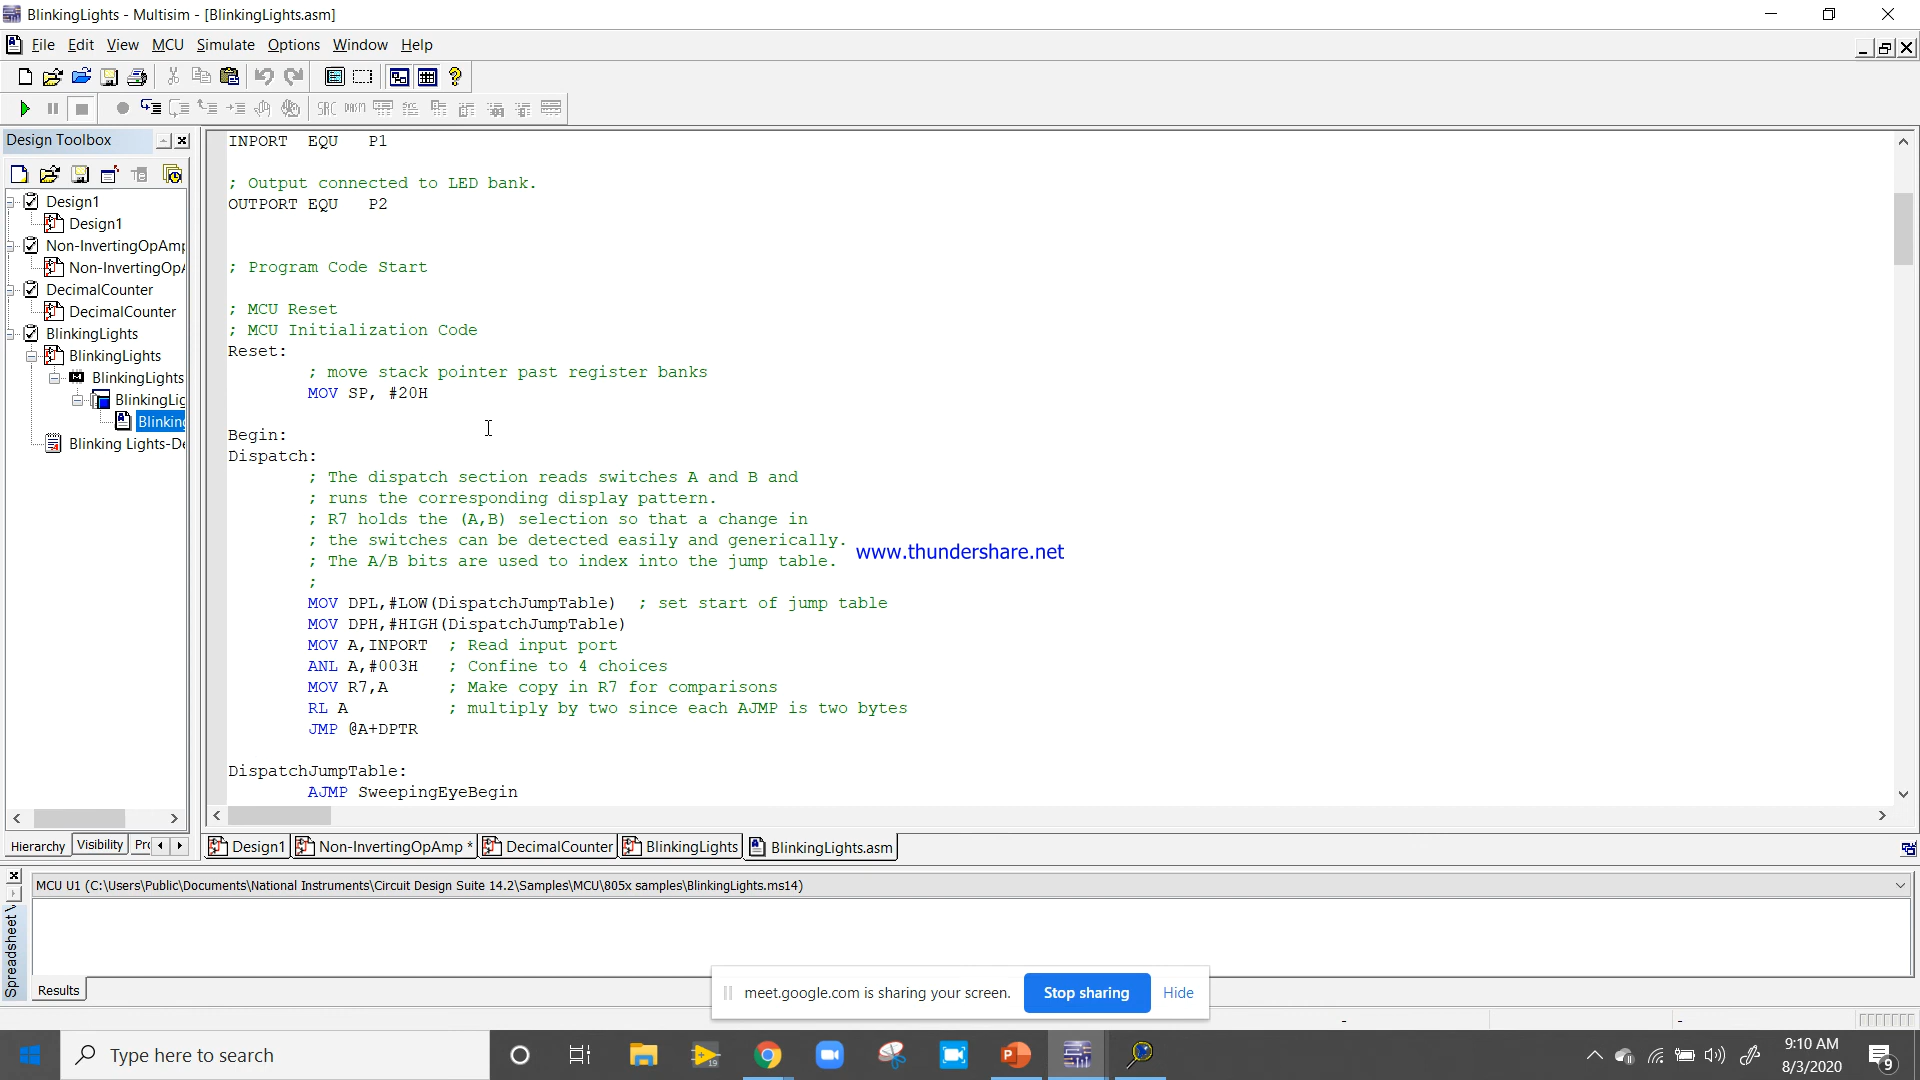 BlinkingLights - Multisim - [BlinkingLights.asm]
File Edit View MCU Simulate Options Window Help
Design Toolbox
Design1
Design1
Non-InvertingOpAmp
Non-InvertingOpA
DecimalCounter
DecimalCounter
BlinkingLights
BlinkingLights
BlinkingLights
BlinkingLig
Blinking
Blinking Lights-De
Hierarchy Visibility Pro
INPORT EQU P1
; Output connected to LED bank.
OUTPORT EQU P2
; Program Code Start
; MCU Reset
; MCU Initialization Code
Reset:
; move stack pointer past register banks
MOV SP, #20H
Begin:
Dispatch:
; The dispatch section reads switches A and B and
; runs the corresponding display pattern.
; R7 holds the (A,B) selection so that a change in
; the switches can be detected easily and generically.
; The A/B bits are used to index into the jump table.
;
MOV DPL,#LOW(DispatchJumpTable) ; set start of jump table
MOV DPH,#HIGH(DispatchJumpTable)
MOV A,INPORT ; Read input port
ANL A,#003H ; Confine to 4 choices
MOV R7,A ; Make copy in R7 for comparisons
RL A ; multiply by two since each AJMP is two bytes
JMP @A+DPTR
DispatchJumpTable:
AJMP SweepingEyeBegin
www.thundershare.net
Design1 Non-InvertingOpAmp * DecimalCounter BlinkingLights BlinkingLights.asm
MCU U1 (C:\Users\Public\Documents\National Instruments\Circuit Design Suite 14.2\Samples\MCU\805x samples\BlinkingLights.ms14)
Spreadsheet V
Results
meet.google.com is sharing your screen. Stop sharing Hide
Type here to search
9:10 AM
8/3/2020
9